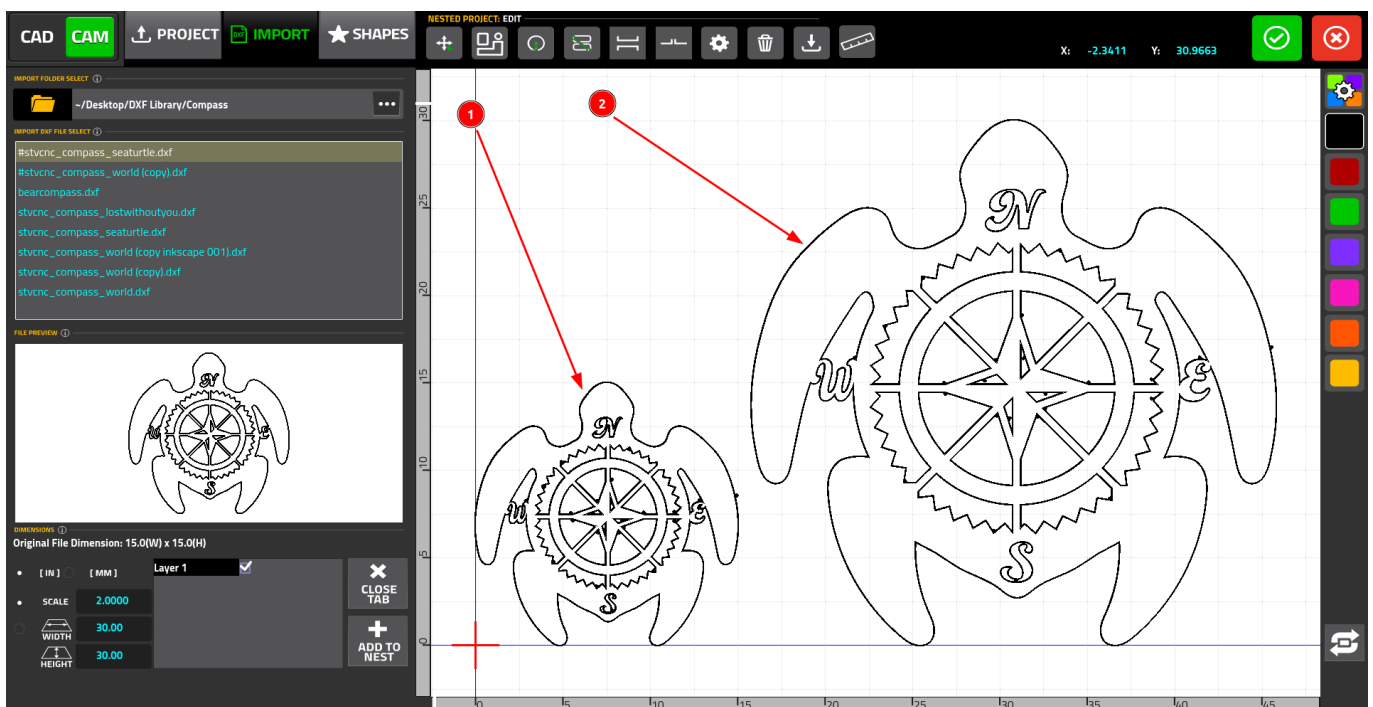 CAD CAM PROJECT DXF IMPORT SHAPES
NESTED PROJECT: EDIT
X: -2.3411 Y: 30.9663
IMPORT FOLDER SELECT
~/Desktop/DXF Library/Compass
IMPORT DXF FILE SELECT
#stvcnc_compass_seaturtle.dxf
#stvcnc_compass_world (copy).dxf
bearcompass.dxf
stvcnc_compass_lostwithoutyou.dxf
stvcnc_compass_seaturtle.dxf
stvcnc_compass_world (copy inkscape 001).dxf
stvcnc_compass_world (copy).dxf
stvcnc_compass_world.dxf
FILE PREVIEW
N
W E
S
DIMENSIONS
Original File Dimension: 15.0(W) x 15.0(H)
[ IN ] [ MM ]
SCALE 2.0000
WIDTH 30.00
HEIGHT 30.00
Layer 1
CLOSE
TAB
ADD TO
NEST
1
2
N
W E
S
N
W E
S
30
25
20
15
10
5
0
0 5 10 15 20 25 30 35 40 45